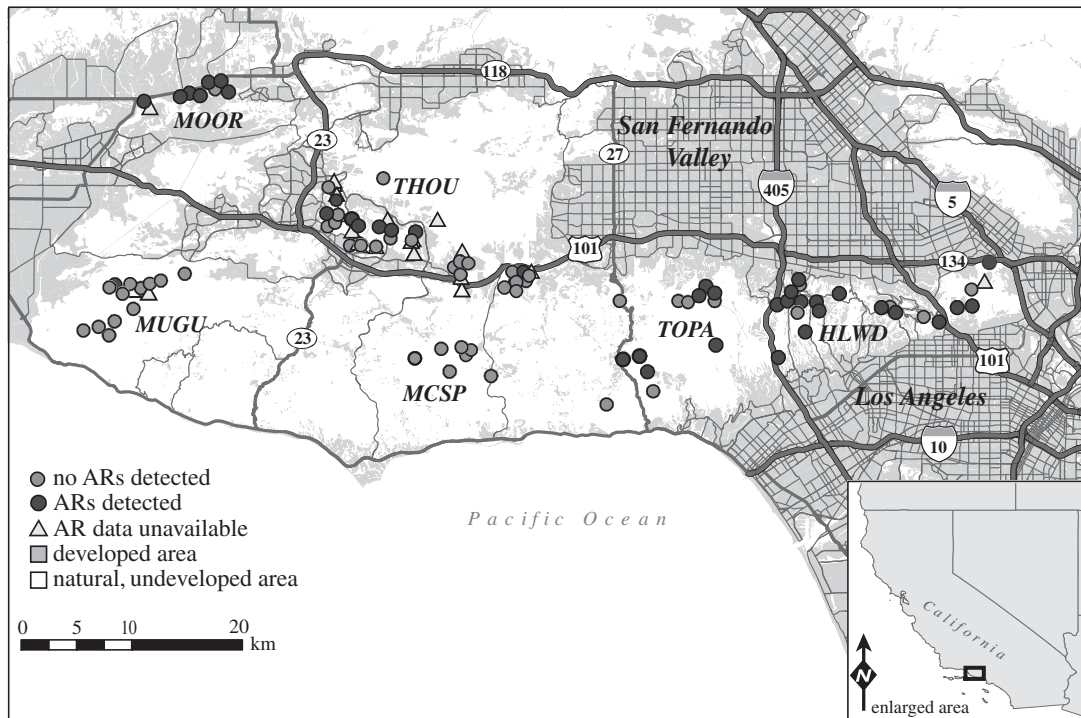 118
MOOR
23
San Fernando
Valley
27
THOU
405
5
101
134
MUGU
TOPA
HLWD
23
MCSP
101
Los Angeles
10
no ARs detected
ARs detected
AR data unavailable
developed area
natural, undeveloped area
Pacific Ocean
0 5 10 20
km
California
N
enlarged area